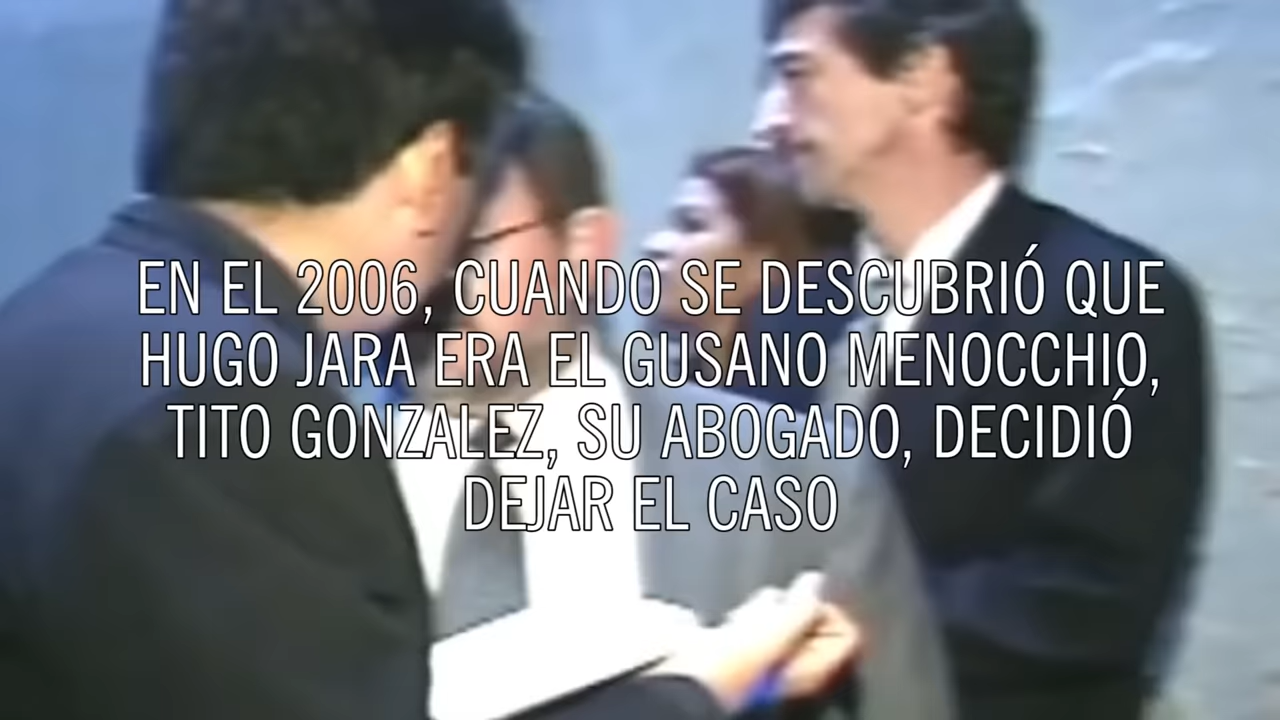 EN EL 2006, CUANDO SE DESCUBRIÓ QUE
HUGO JARA ERA EL GUSANO MENOCCHIO,
TITO GONZALEZ, SU ABOGADO, DECIDIÓ
DEJAR EL CASO